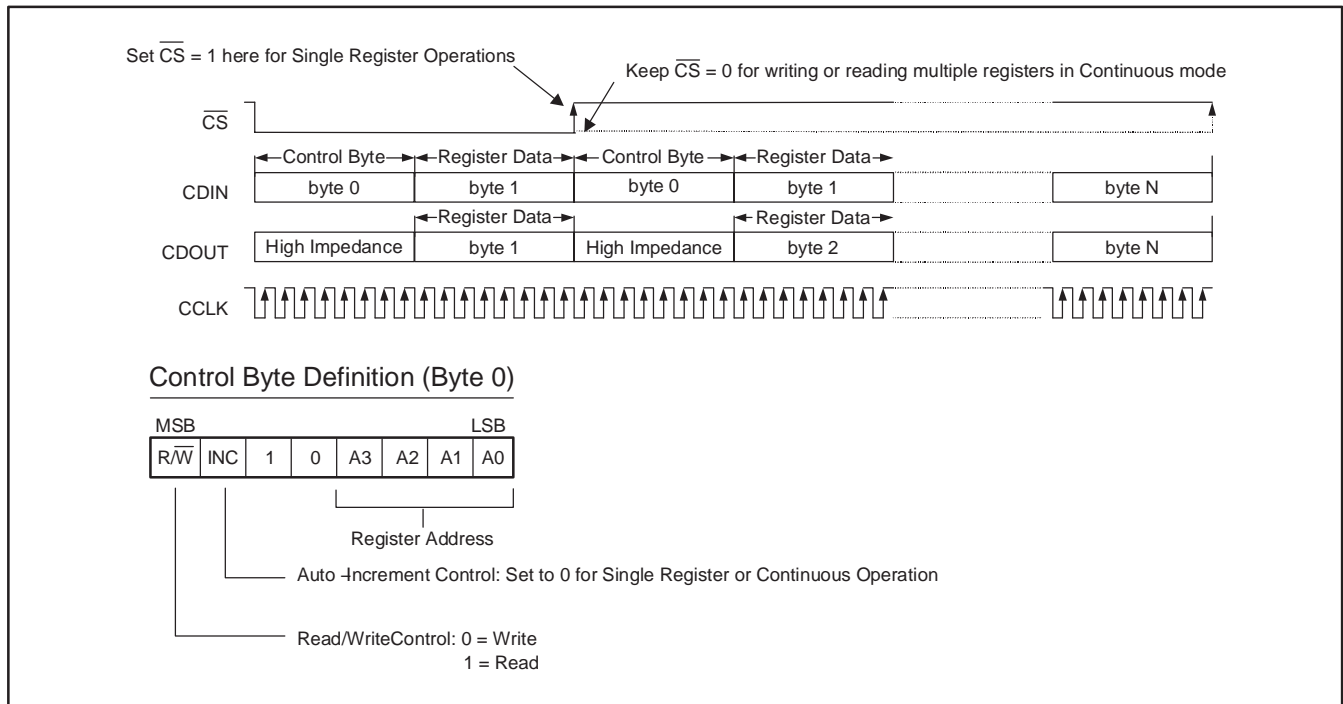 Set CS = 1 here for Single Register Operations
Keep CS = 0 for writing or reading multiple registers in Continuous mode
CS
Control Byte Register Data Control Byte Register Data
CDIN byte 0 byte 1 byte 0 byte 1 byte N
Register Data Register Data
CDOUT High Impedance byte 1 High Impedance byte 2 byte N
CCLK
Control Byte Definition (Byte 0)
MSB LSB
R/W INC 1 0 A3 A2 A1 A0
Register Address
Auto -Increment Control: Set to 0 for Single Register or Continuous Operation
Read/WriteControl: 0 = Write
1 = Read